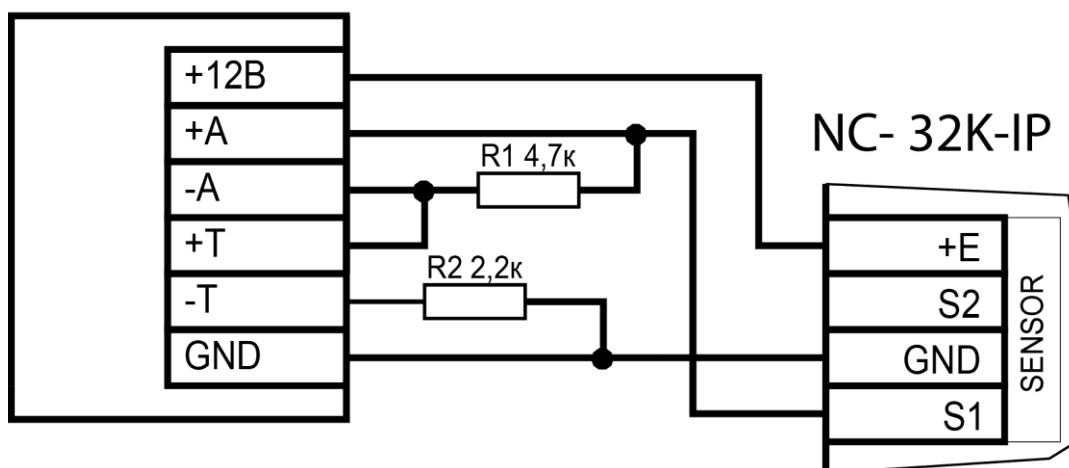 +12В
+A
-A
+T
-T
GND
R1 4,7к
R2 2,2к
NC- 32K-IP
+E
S2
GND
S1
SENSOR